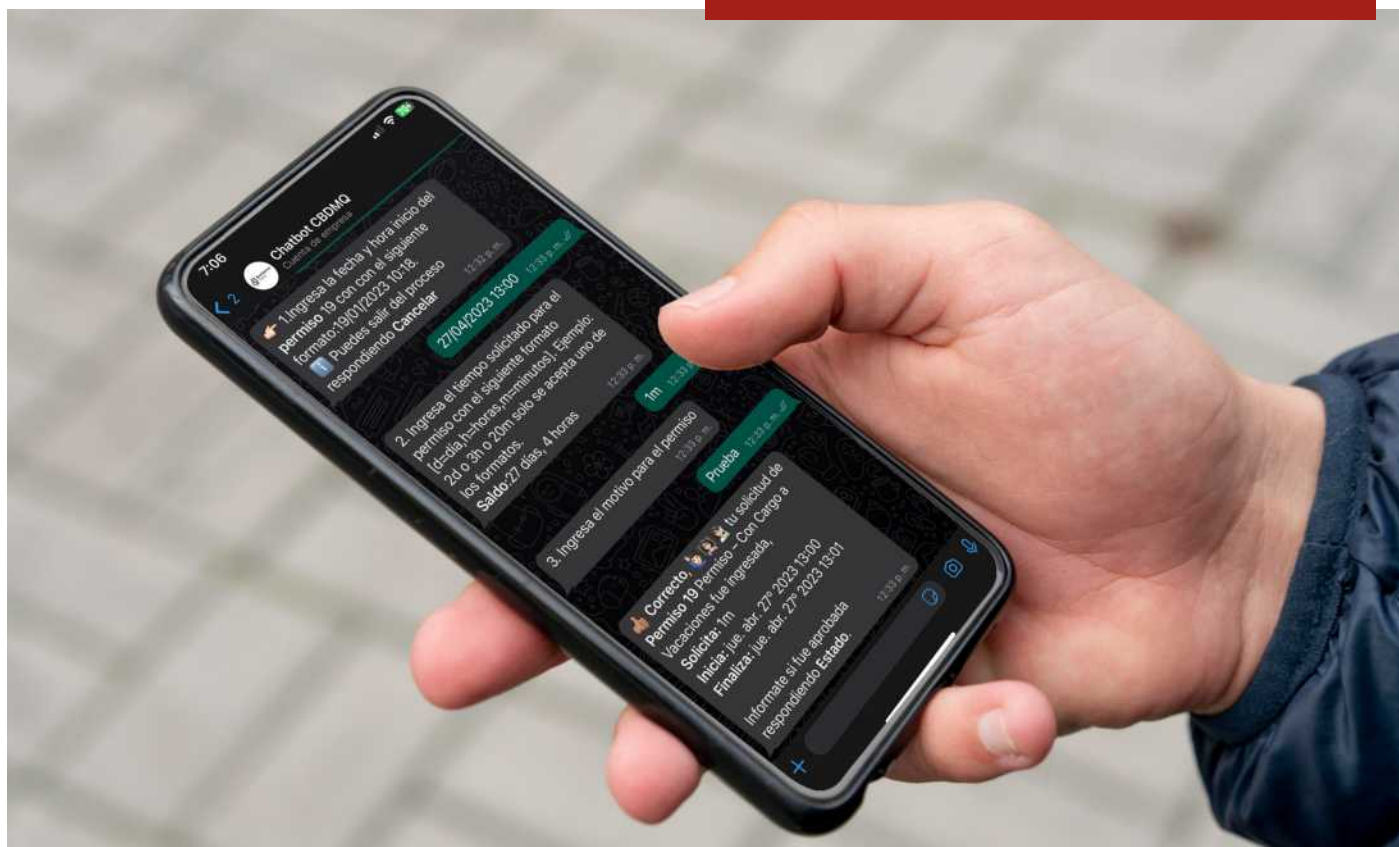 7:06
2
Chatbot CBDMQ
Cuenta de empresa
👉🏻 1.Ingresa la fecha y hora inicio del
permiso 19 con con el siguiente
formato:19/01/2023 10:18.
ℹ️ Puedes salir del proceso
respondiendo Cancelar
12:32 p. m.
27/04/2023 13:00 12:33 p. m.
2. Ingresa el tiempo solicitado para el
permiso con el siguiente formato
[d=dia,h=horas,m=minutos]. Ejemplo:
2d o 3h o 20m solo se acepta uno de
los formatos.
Saldo:27 días, 4 horas
12:33 p. m.
1m 12:33 p.
3. Ingresa el motivo para el permiso
12:33 p. m.
Prueba 12:33 p. m.
Correcto, tu solicitud de
Permiso 19 Permiso – Con Cargo a
Vacaciones fue ingresada,
Solicita: 1m
Inicia: jue. abr. 27º 2023 13:00
Finaliza: jue. abr. 27º 2023 13:01
Informate si fue aprobada
respondiendo Estado.
12:33 p. m.